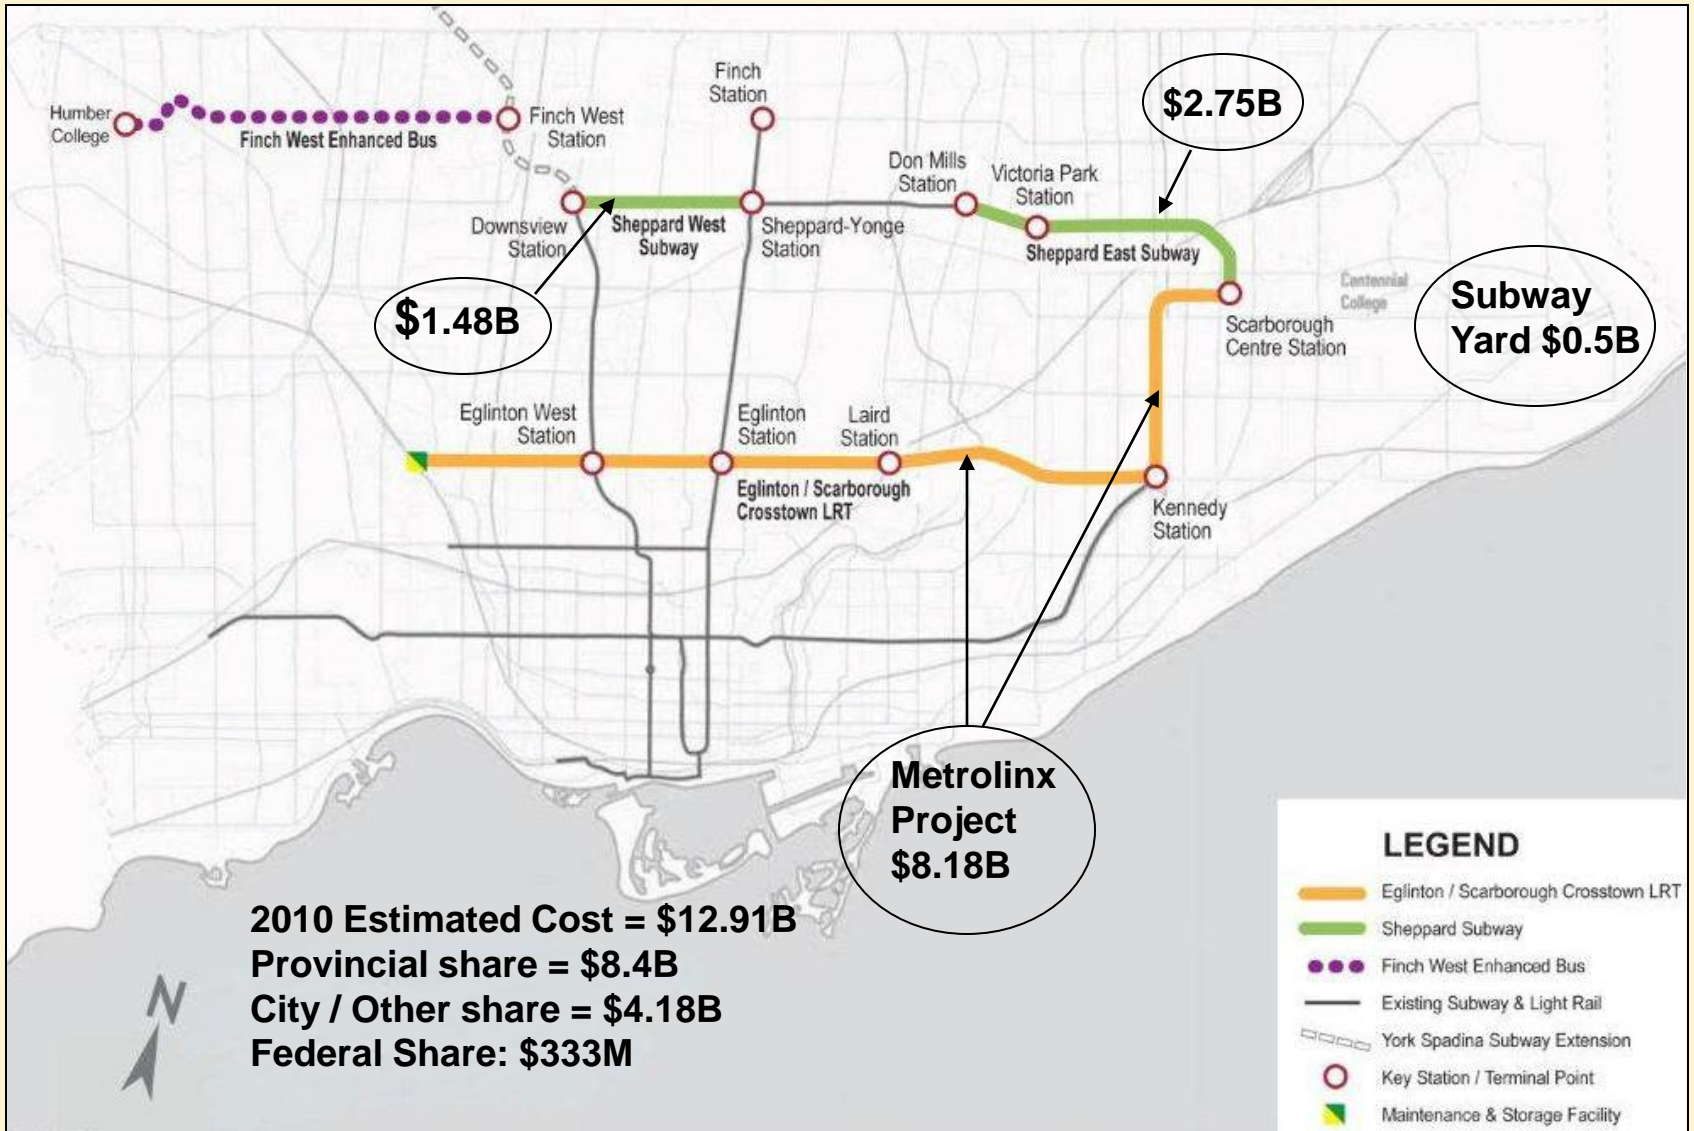 Humber
College
Finch West Enhanced Bus
Finch West
Station
Finch
Station
$2.75B
Don Mills
Station
Victoria Park
Station
Downsview
Station
Sheppard West
Subway
Sheppard-Yonge
Station
Sheppard East Subway
$1.48B
Centennial
College
Subway
Yard $0.5B
Scarborough
Centre Station
Eglinton West
Station
Eglinton
Station
Laird
Station
Eglinton / Scarborough
Crosstown LRT
Kennedy
Station
Metrolinx
Project
$8.18B
2010 Estimated Cost = $12.91B
Provincial share = $8.4B
City / Other share = $4.18B
Federal Share: $333M
N
LEGEND
Eglinton / Scarborough Crosstown LRT
Sheppard Subway
Finch West Enhanced Bus
Existing Subway & Light Rail
York Spadina Subway Extension
Key Station / Terminal Point
Maintenance & Storage Facility